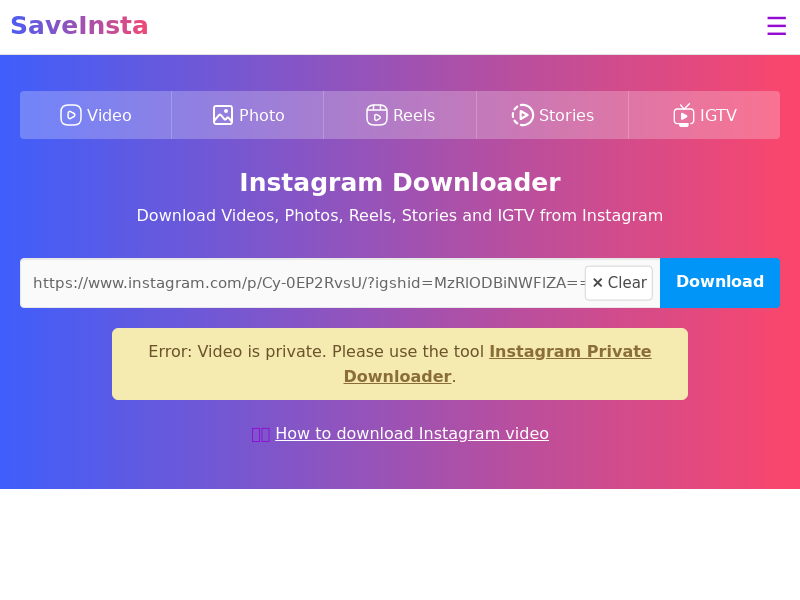 SaveInsta
Video Photo Reels Stories IGTV
Instagram Downloader
Download Videos, Photos, Reels, Stories and IGTV from Instagram
https://www.instagram.com/p/Cy-0EP2RvsU/?igshid=MzRlODBiNWFlZA== × Clear Download
Error: Video is private. Please use the tool Instagram Private
Downloader.
How to download Instagram video